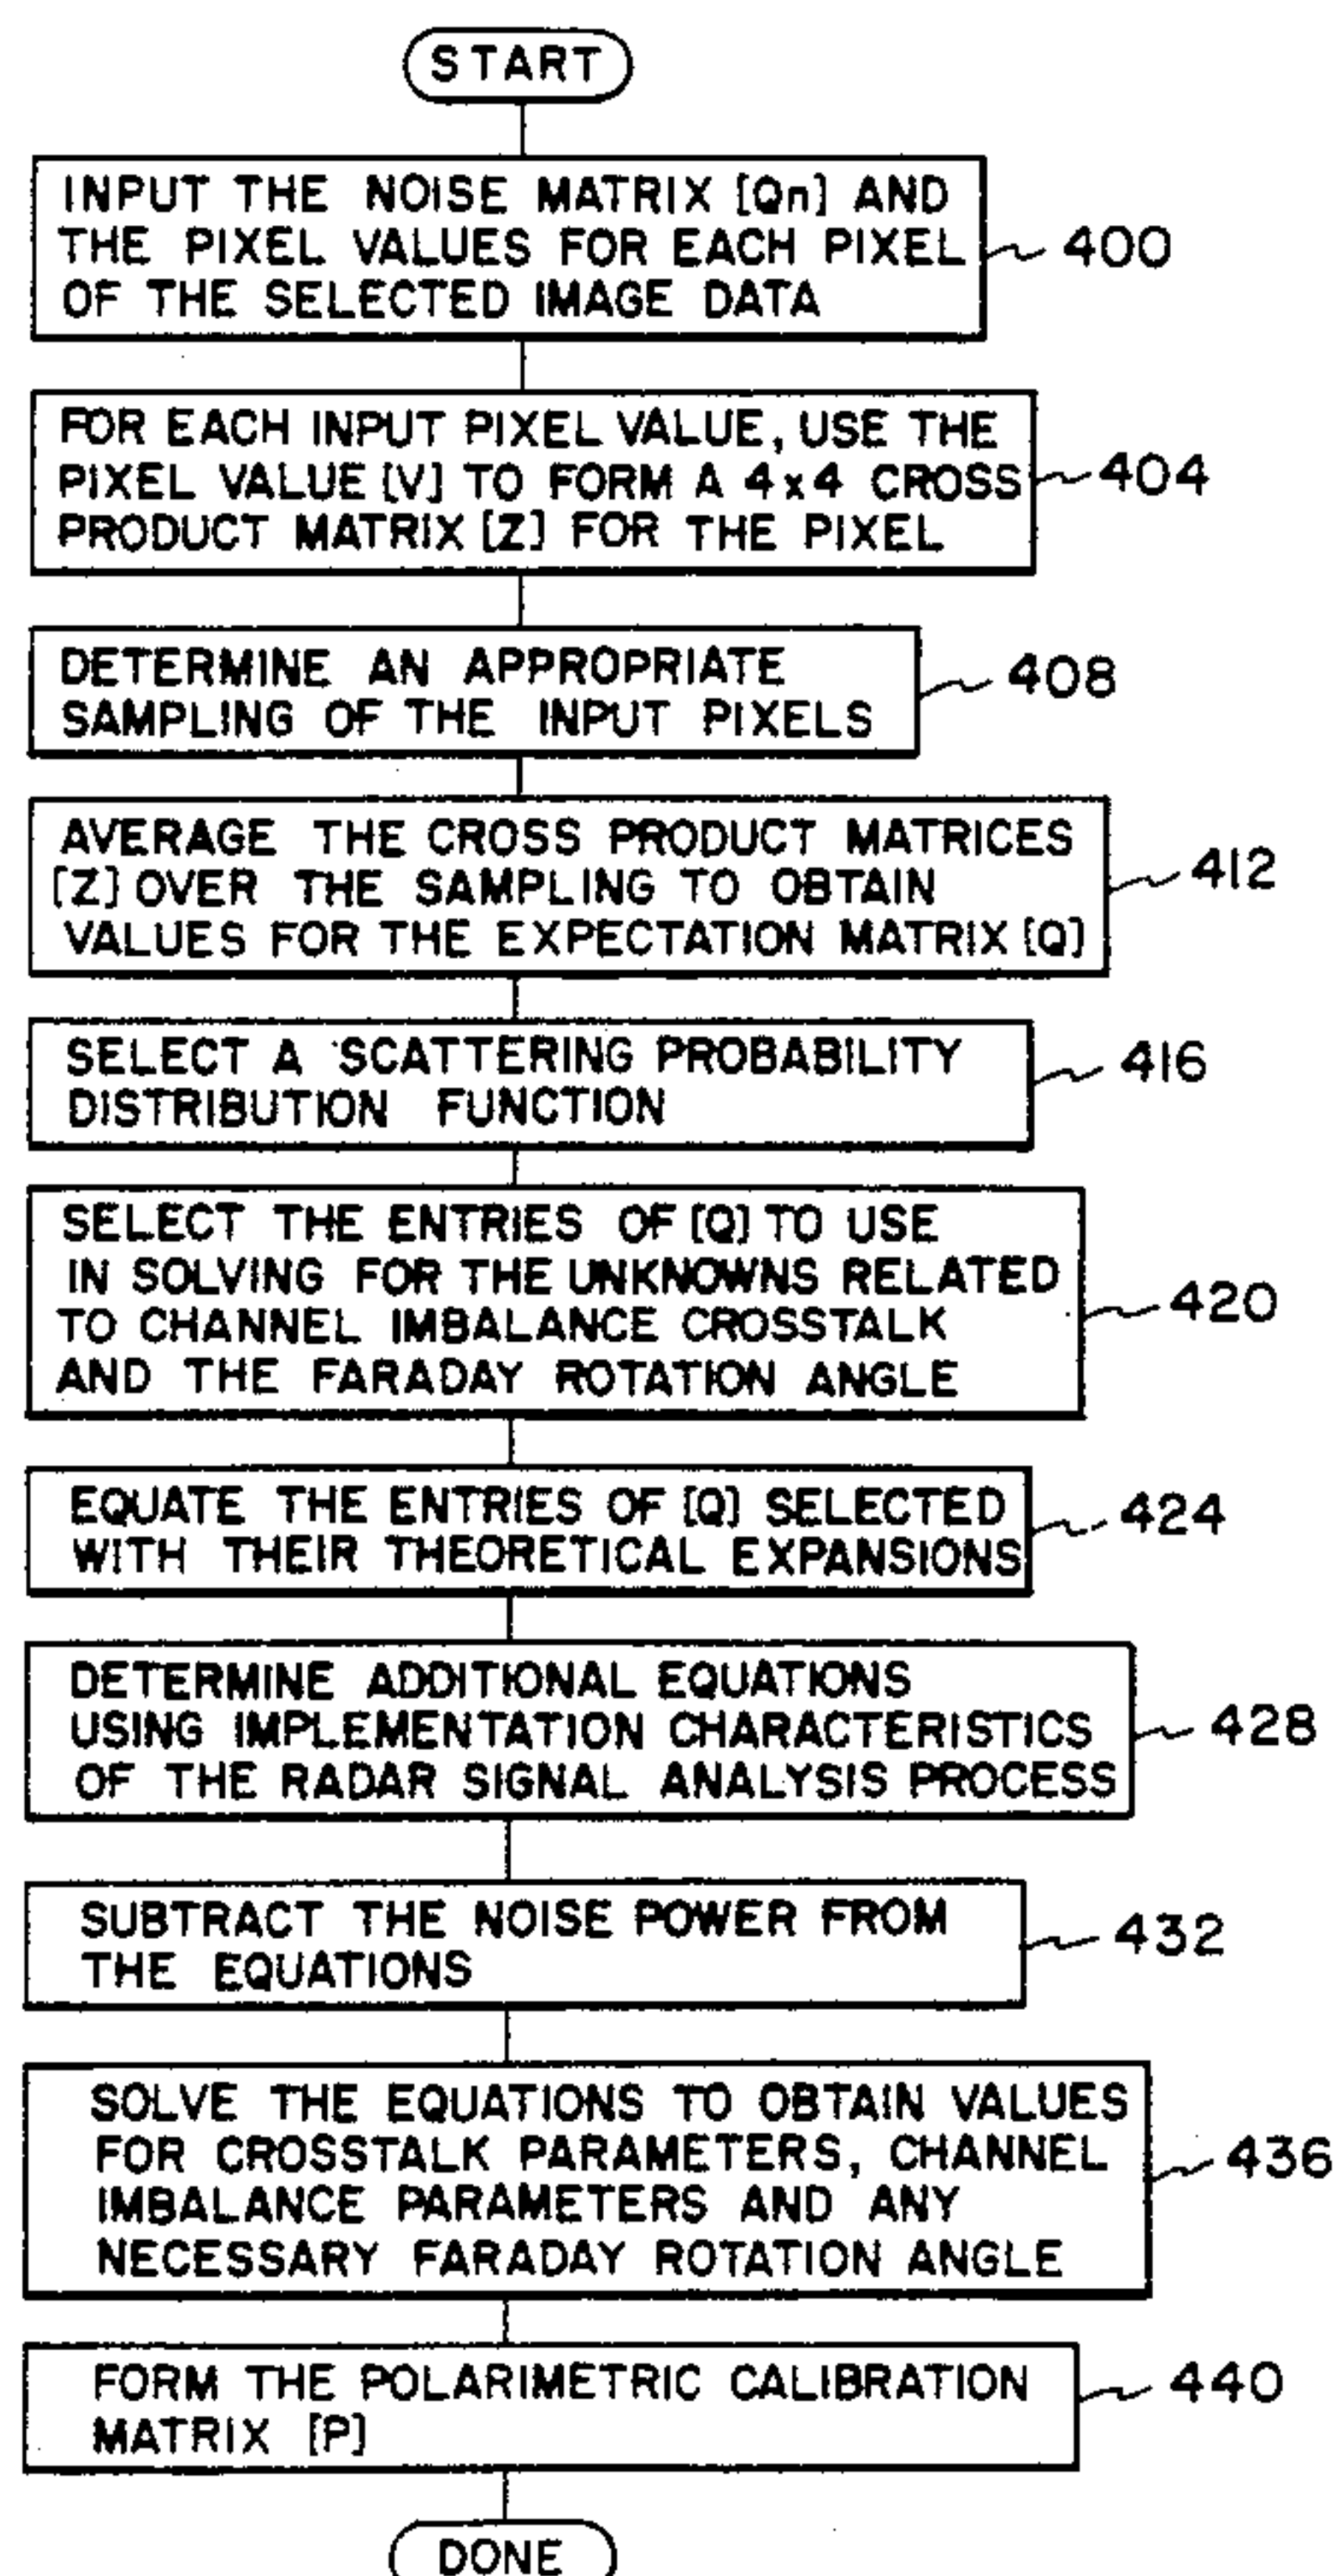 START
INPUT THE NOISE MATRIX [Qn] AND
THE PIXEL VALUES FOR EACH PIXEL
OF THE SELECTED IMAGE DATA
400
FOR EACH INPUT PIXEL VALUE, USE THE
PIXEL VALUE [V] TO FORM A 4x4 CROSS
PRODUCT MATRIX [Z] FOR THE PIXEL
404
DETERMINE AN APPROPRIATE
SAMPLING OF THE INPUT PIXELS
408
AVERAGE THE CROSS PRODUCT MATRICES
[Z] OVER THE SAMPLING TO OBTAIN
VALUES FOR THE EXPECTATION MATRIX [Q]
412
SELECT A SCATTERING PROBABILITY
DISTRIBUTION FUNCTION
416
SELECT THE ENTRIES OF [Q] TO USE
IN SOLVING FOR THE UNKNOWNS RELATED
TO CHANNEL IMBALANCE CROSSTALK
AND THE FARADAY ROTATION ANGLE
420
EQUATE THE ENTRIES OF [Q] SELECTED
WITH THEIR THEORETICAL EXPANSIONS
424
DETERMINE ADDITIONAL EQUATIONS
USING IMPLEMENTATION CHARACTERISTICS
OF THE RADAR SIGNAL ANALYSIS PROCESS
428
SUBTRACT THE NOISE POWER FROM
THE EQUATIONS
432
SOLVE THE EQUATIONS TO OBTAIN VALUES
FOR CROSSTALK PARAMETERS, CHANNEL
IMBALANCE PARAMETERS AND ANY
NECESSARY FARADAY ROTATION ANGLE
436
FORM THE POLARIMETRIC CALIBRATION
MATRIX [P]
440
DONE